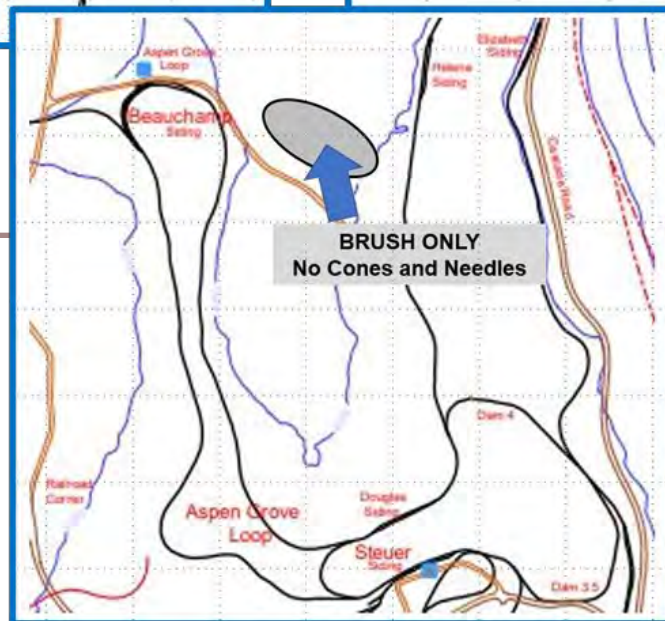 Aspen Grove
Loop
Beauchamp
Siding
Helene
Siding
Elizabeth
Siding
BRUSH ONLY
No Cones and Needles
Dam 4
Railroad
Corner
Aspen Grove
Loop
Douglas
Siding
Steuer
Siding
Dam 3.5